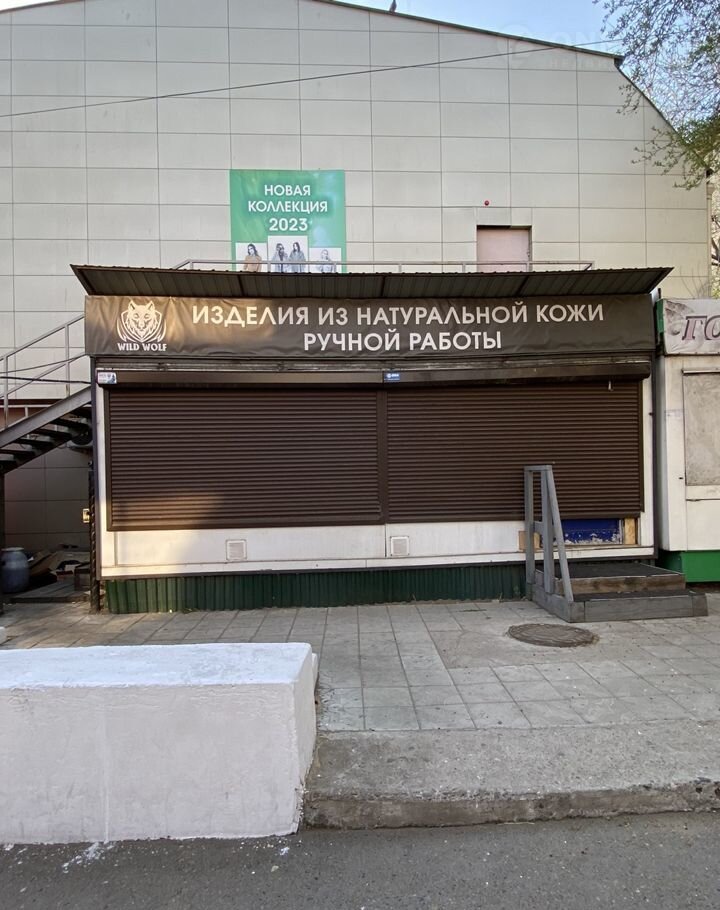 НОВАЯ
КОЛЛЕКЦИЯ
2023
ИЗДЕЛИЯ ИЗ НАТУРАЛЬНОЙ КОЖИ
РУЧНОЙ РАБОТЫ
WILD WOLF